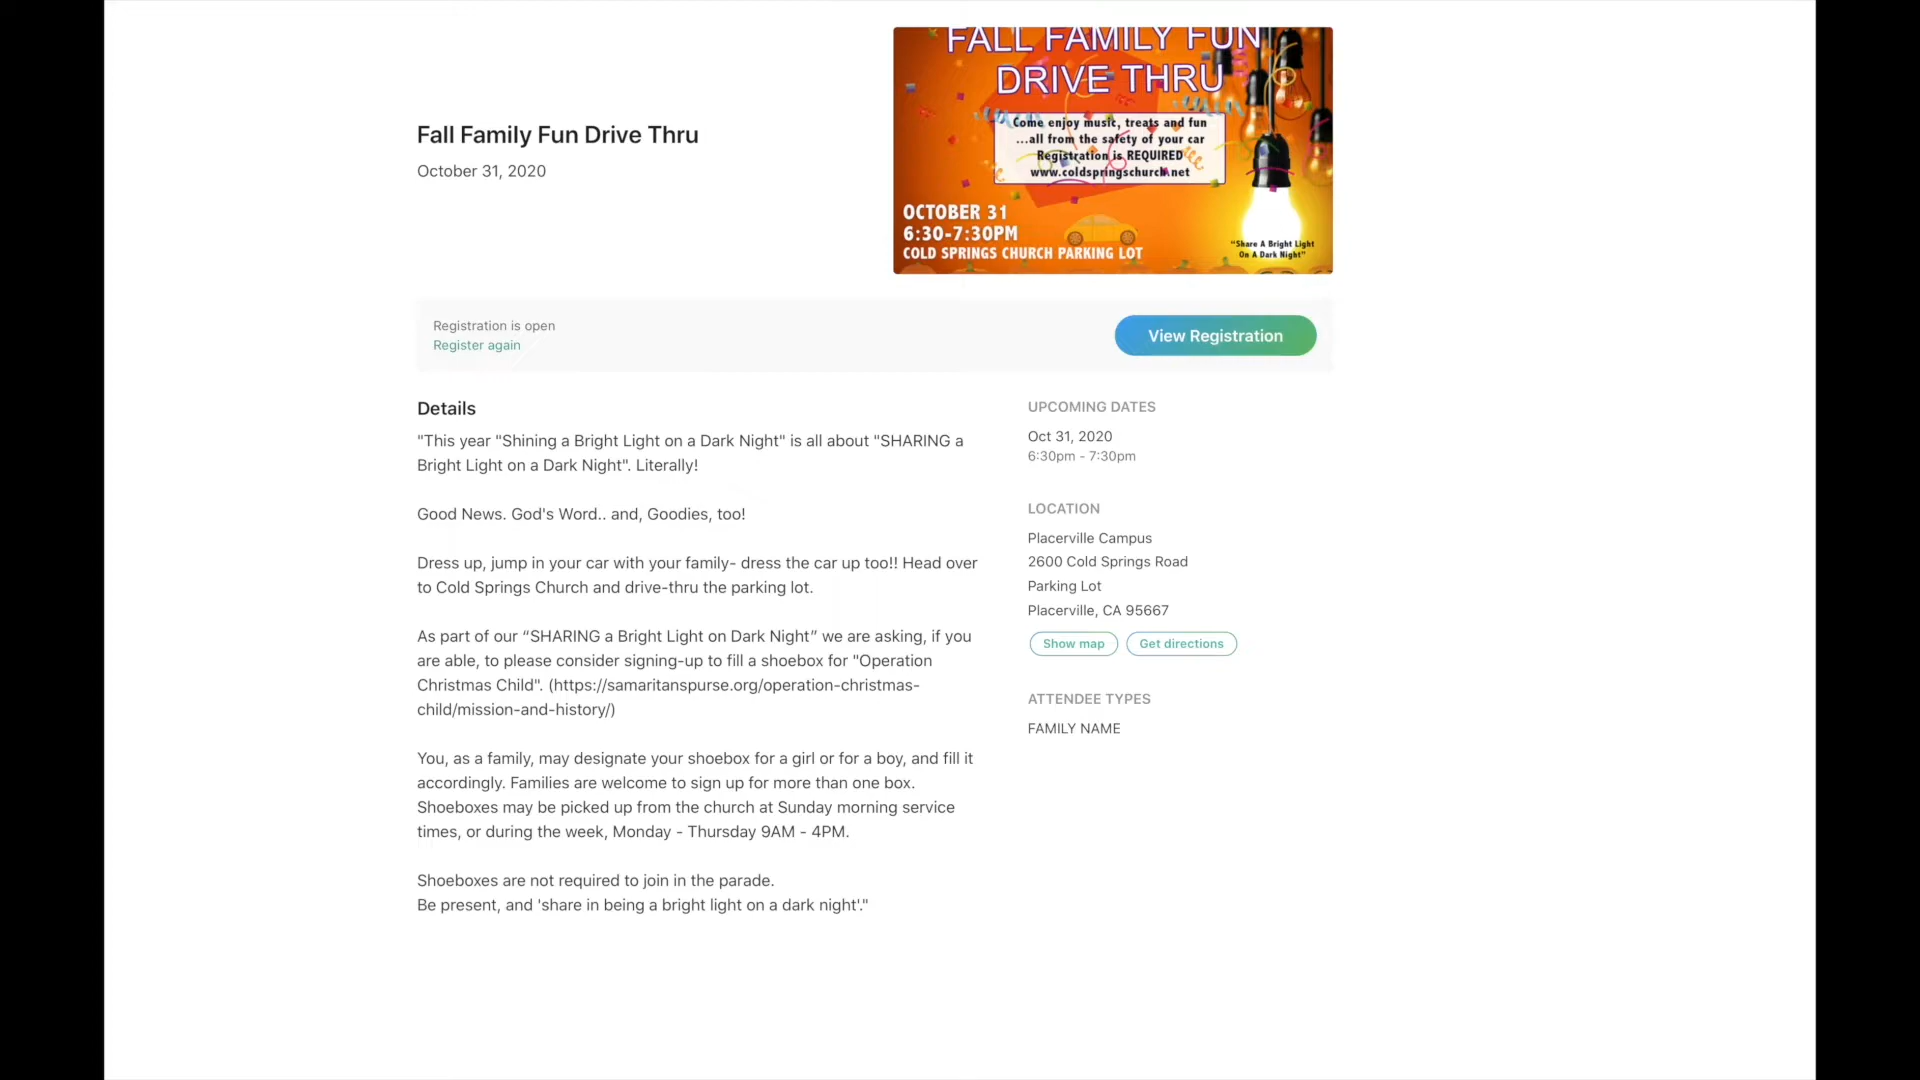 FALL FAMILY FUN
DRIVE THRU
Come enjoy music, treats and fun
...all from the safety of your car
Registration is REQUIRED
www.coldspringschurch.net
OCTOBER 31
6:30-7:30PM
COLD SPRINGS CHURCH PARKING LOT
"Share A Bright Light
On A Dark Night"
Fall Family Fun Drive Thru
October 31, 2020
Registration is open
Register again
View Registration
Details
"This year "Shining a Bright Light on a Dark Night" is all about "SHARING a
Bright Light on a Dark Night". Literally!
Good News. God's Word.. and, Goodies, too!
Dress up, jump in your car with your family- dress the car up too!! Head over
to Cold Springs Church and drive-thru the parking lot.
As part of our “SHARING a Bright Light on Dark Night” we are asking, if you
are able, to please consider signing-up to fill a shoebox for "Operation
Christmas Child". (https://samaritanspurse.org/operation-christmas-
child/mission-and-history/)
You, as a family, may designate your shoebox for a girl or for a boy, and fill it
accordingly. Families are welcome to sign up for more than one box.
Shoeboxes may be picked up from the church at Sunday morning service
times, or during the week, Monday - Thursday 9AM - 4PM.
Shoeboxes are not required to join in the parade.
Be present, and 'share in being a bright light on a dark night'."
UPCOMING DATES
Oct 31, 2020
6:30pm - 7:30pm
LOCATION
Placerville Campus
2600 Cold Springs Road
Parking Lot
Placerville, CA 95667
Show map
Get directions
ATTENDEE TYPES
FAMILY NAME